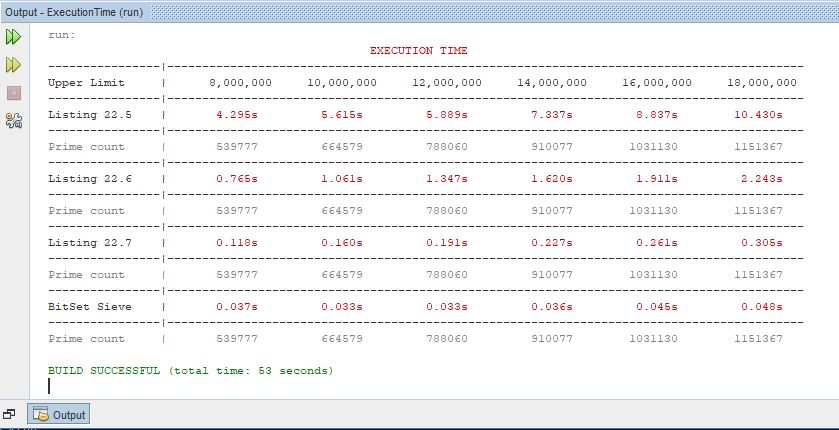 Output - ExecutionTime (run)
run:
EXECUTION TIME
Upper Limit | 8,000,000 10,000,000 12,000,000 14,000,000 16,000,000 18,000,000
Listing 22.5 | 4.295s 5.615s 5.889s 7.337s 8.837s 10.430s
Prime count | 539777 664579 788060 910077 1031130 1151367
Listing 22.6 | 0.765s 1.061s 1.347s 1.620s 1.911s 2.243s
Prime count | 539777 664579 788060 910077 1031130 1151367
Listing 22.7 | 0.118s 0.160s 0.191s 0.227s 0.261s 0.305s
Prime count | 539777 664579 788060 910077 1031130 1151367
BitSet Sieve | 0.037s 0.033s 0.033s 0.036s 0.045s 0.048s
Prime count | 539777 664579 788060 910077 1031130 1151367
BUILD SUCCESSFUL (total time: 53 seconds)
Output